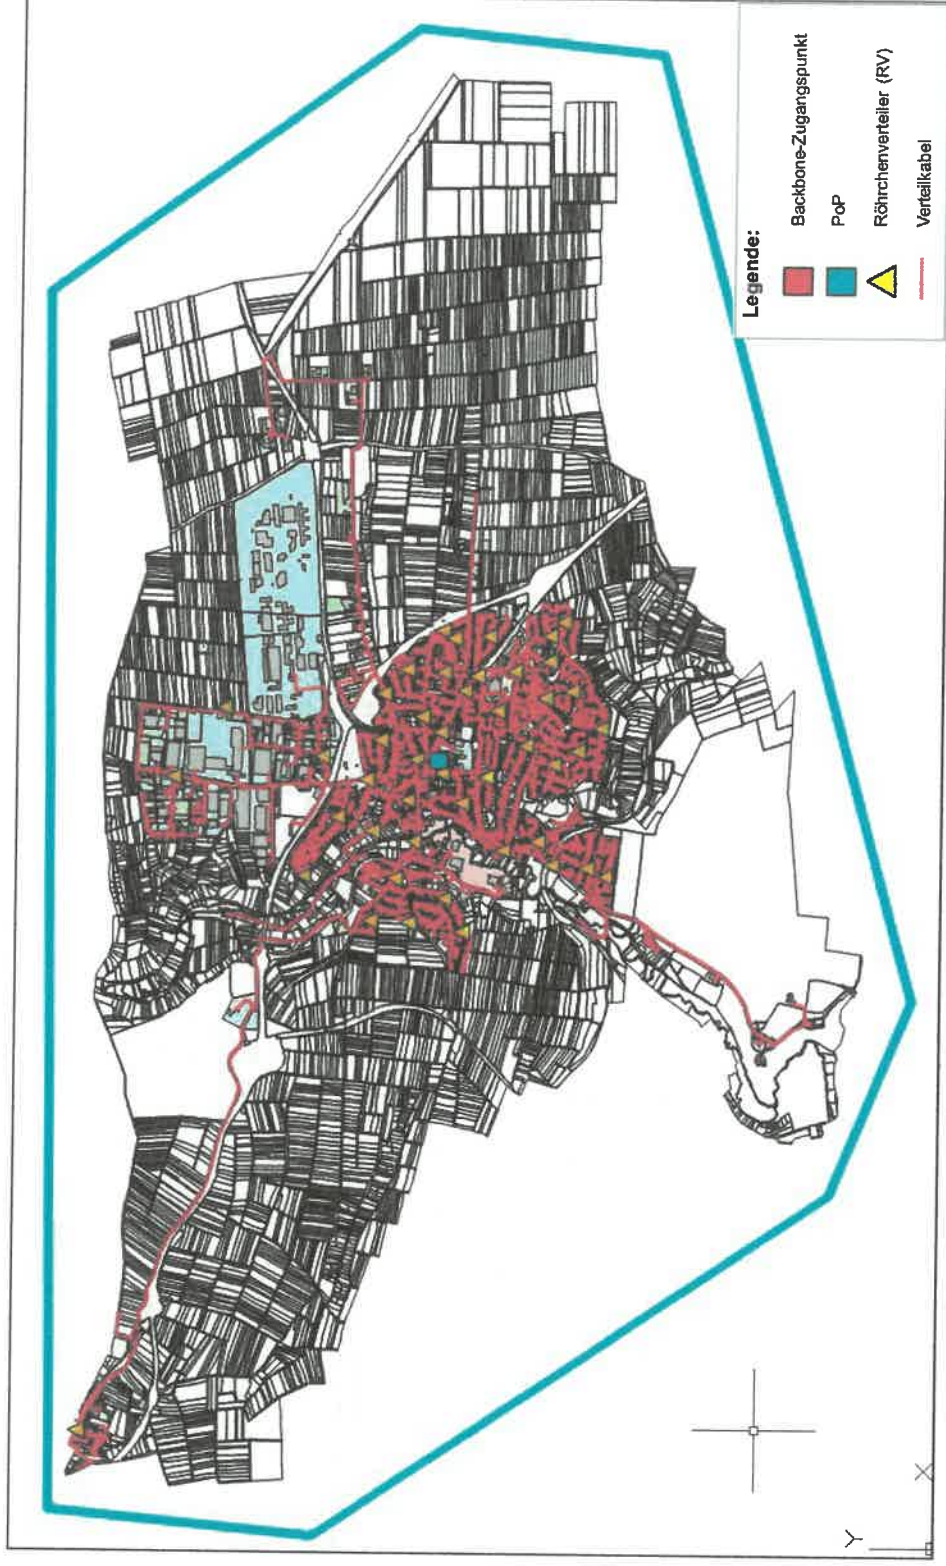 Legende:
Backbone-Zugangspunkt
PoP
Röhrchenverteiler (RV)
Verteilkabel
Y
X